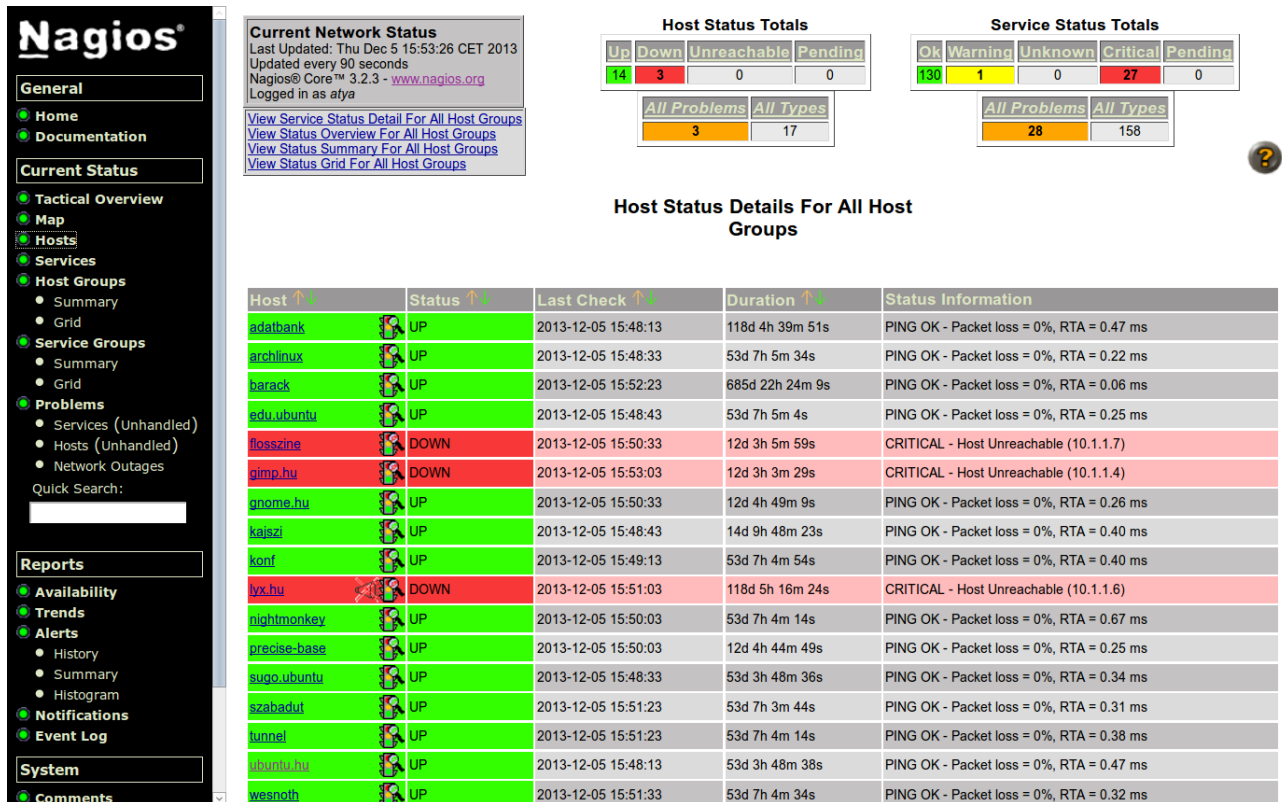 Nagios®
General
Home
Documentation
Current Status
Tactical Overview
Map
Hosts
Services
Host Groups
Summary
Grid
Service Groups
Summary
Grid
Problems
Services (Unhandled)
Hosts (Unhandled)
Network Outages
Quick Search:
Reports
Availability
Trends
Alerts
History
Summary
Histogram
Notifications
Event Log
System
Comments
Current Network Status
Last Updated: Thu Dec 5 15:53:26 CET 2013
Updated every 90 seconds
Nagios® Core™ 3.2.3 - www.nagios.org
Logged in as atya
View Service Status Detail For All Host Groups
View Status Overview For All Host Groups
View Status Summary For All Host Groups
View Status Grid For All Host Groups
Host Status Totals
Up Down Unreachable Pending
14 3 0 0
All Problems All Types
3 17
Service Status Totals
Ok Warning Unknown Critical Pending
130 1 0 27 0
All Problems All Types
28 158
?
Host Status Details For All Host
Groups
Host Status Last Check Duration Status Information
adatbank UP 2013-12-05 15:48:13 118d 4h 39m 51s PING OK - Packet loss = 0%, RTA = 0.47 ms
archlinux UP 2013-12-05 15:48:33 53d 7h 5m 34s PING OK - Packet loss = 0%, RTA = 0.22 ms
barack UP 2013-12-05 15:52:23 685d 22h 24m 9s PING OK - Packet loss = 0%, RTA = 0.06 ms
edu.ubuntu UP 2013-12-05 15:48:43 53d 7h 5m 4s PING OK - Packet loss = 0%, RTA = 0.25 ms
flosszine DOWN 2013-12-05 15:50:33 12d 3h 5m 59s CRITICAL - Host Unreachable (10.1.1.7)
gimp.hu DOWN 2013-12-05 15:53:03 12d 3h 3m 29s CRITICAL - Host Unreachable (10.1.1.4)
gnome.hu UP 2013-12-05 15:50:33 12d 4h 49m 9s PING OK - Packet loss = 0%, RTA = 0.26 ms
kajszi UP 2013-12-05 15:48:43 14d 9h 48m 23s PING OK - Packet loss = 0%, RTA = 0.40 ms
konf UP 2013-12-05 15:49:13 53d 7h 4m 54s PING OK - Packet loss = 0%, RTA = 0.40 ms
lyx.hu DOWN 2013-12-05 15:51:03 118d 5h 16m 24s CRITICAL - Host Unreachable (10.1.1.6)
nightmonkey UP 2013-12-05 15:50:03 53d 7h 4m 14s PING OK - Packet loss = 0%, RTA = 0.67 ms
precise-base UP 2013-12-05 15:50:03 12d 4h 44m 49s PING OK - Packet loss = 0%, RTA = 0.25 ms
sugo.ubuntu UP 2013-12-05 15:48:33 53d 3h 48m 36s PING OK - Packet loss = 0%, RTA = 0.34 ms
szabadut UP 2013-12-05 15:51:23 53d 7h 3m 44s PING OK - Packet loss = 0%, RTA = 0.31 ms
tunnel UP 2013-12-05 15:51:23 53d 7h 4m 14s PING OK - Packet loss = 0%, RTA = 0.38 ms
ubuntu.hu UP 2013-12-05 15:48:13 53d 3h 48m 38s PING OK - Packet loss = 0%, RTA = 0.47 ms
wesnoth UP 2013-12-05 15:51:33 53d 7h 4m 34s PING OK - Packet loss = 0%, RTA = 0.32 ms